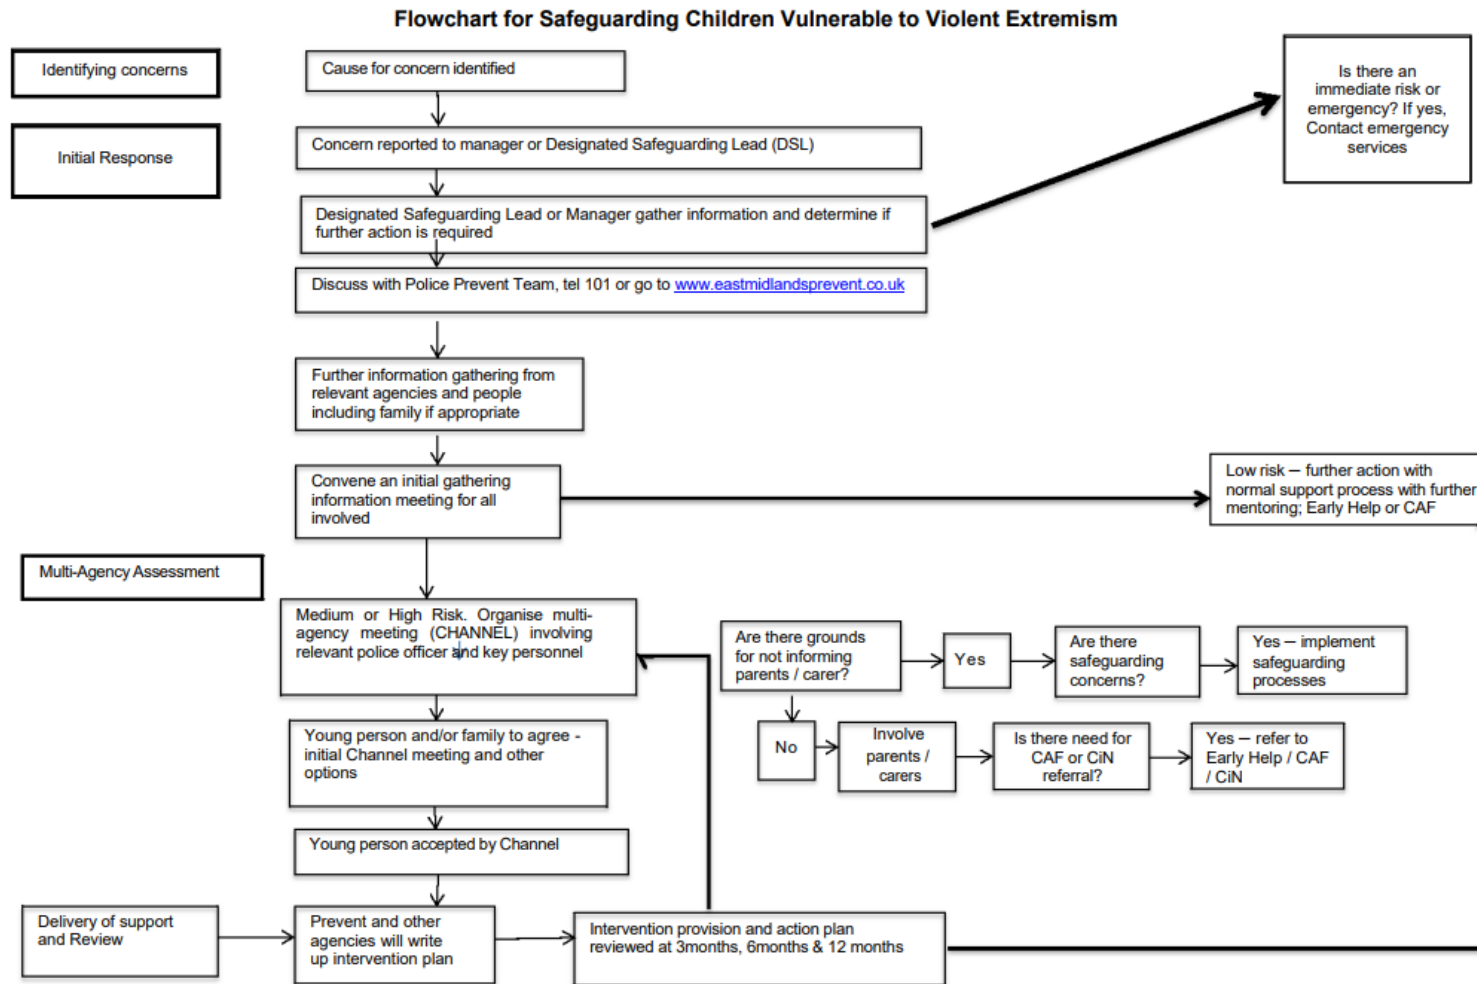 Flowchart for Safeguarding Children Vulnerable to Violent Extremism
Identifying concerns
Cause for concern identified
Is there an
immediate risk or
emergency? If yes,
Contact emergency
services
Initial Response
Concern reported to manager or Designated Safeguarding Lead (DSL)
Designated Safeguarding Lead or Manager gather information and determine if
further action is required
Discuss with Police Prevent Team, tel 101 or go to www.eastmidlandsprevent.co.uk
Further information gathering from
relevant agencies and people
including family if appropriate
Convene an initial gathering
information meeting for all
involved
Low risk – further action with
normal support process with further
mentoring; Early Help or CAF
Multi-Agency Assessment
Medium or High Risk. Organise multi-
agency meeting (CHANNEL) involving
relevant police officer and key personnel
Are there grounds
for not informing
parents / carer?
Yes
Are there
safeguarding
concerns?
Yes – implement
safeguarding
processes
No
Involve
parents /
carers
Is there need for
CAF or CiN
referral?
Yes – refer to
Early Help / CAF
/ CiN
Young person and/or family to agree -
initial Channel meeting and other
options
Young person accepted by Channel
Delivery of support
and Review
Prevent and other
agencies will write
up intervention plan
Intervention provision and action plan
reviewed at 3months, 6months & 12 months